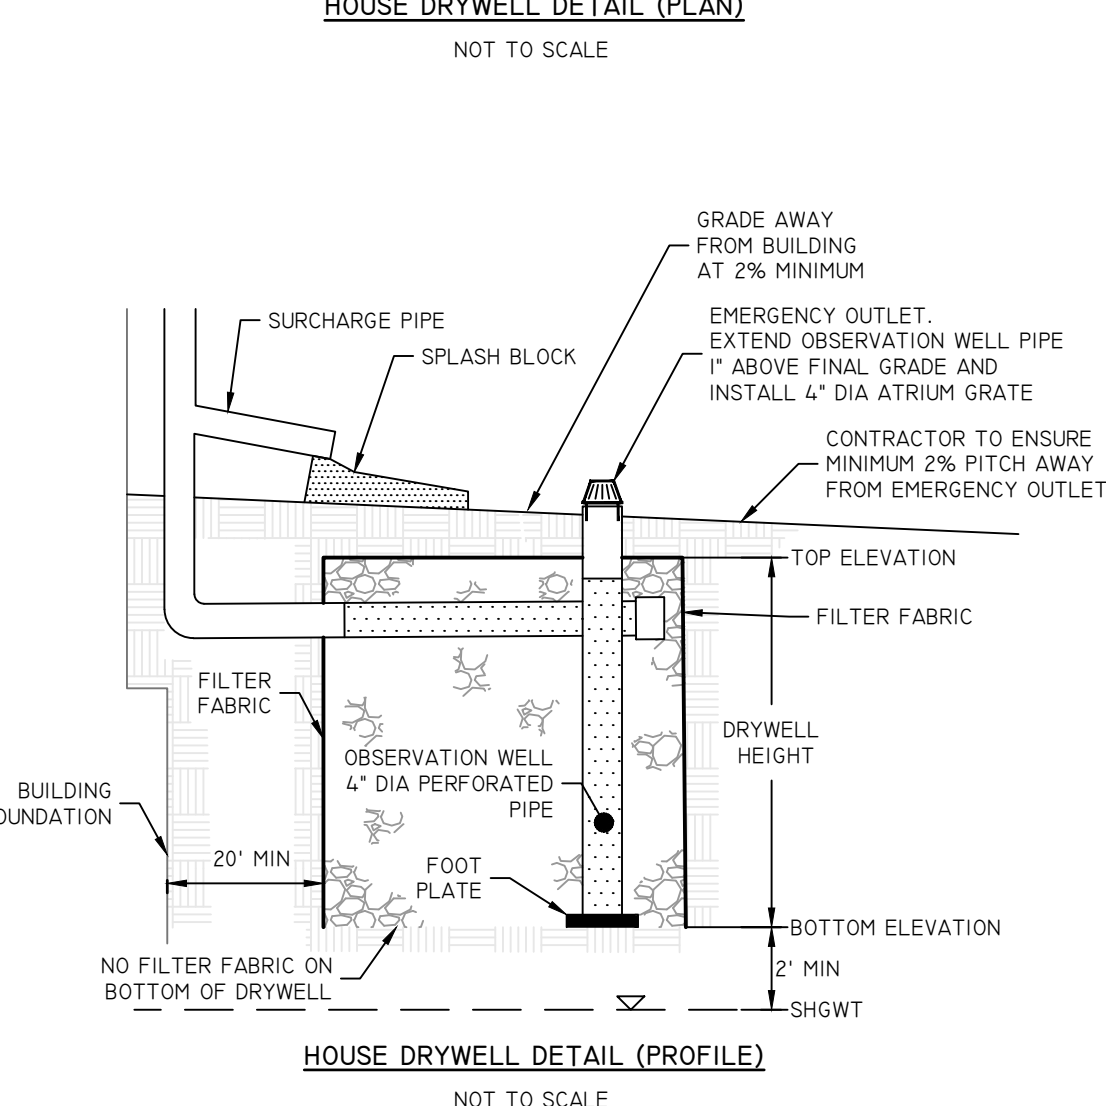 HOUSE DRYWELL DETAIL (PLAN)
NOT TO SCALE
GRADE AWAY
FROM BUILDING
AT 2% MINIMUM
SURCHARGE PIPE
SPLASH BLOCK
EMERGENCY OUTLET.
EXTEND OBSERVATION WELL PIPE
1" ABOVE FINAL GRADE AND
INSTALL 4" DIA ATRIUM GRATE
CONTRACTOR TO ENSURE
MINIMUM 2% PITCH AWAY
FROM EMERGENCY OUTLET
TOP ELEVATION
FILTER FABRIC
FILTER
FABRIC
DRYWELL
HEIGHT
OBSERVATION WELL
4" DIA PERFORATED
PIPE
BUILDING
OUNDATION
20' MIN
FOOT
PLATE
BOTTOM ELEVATION
NO FILTER FABRIC ON
BOTTOM OF DRYWELL
2' MIN
SHGWT
HOUSE DRYWELL DETAIL (PROFILE)
NOT TO SCALE